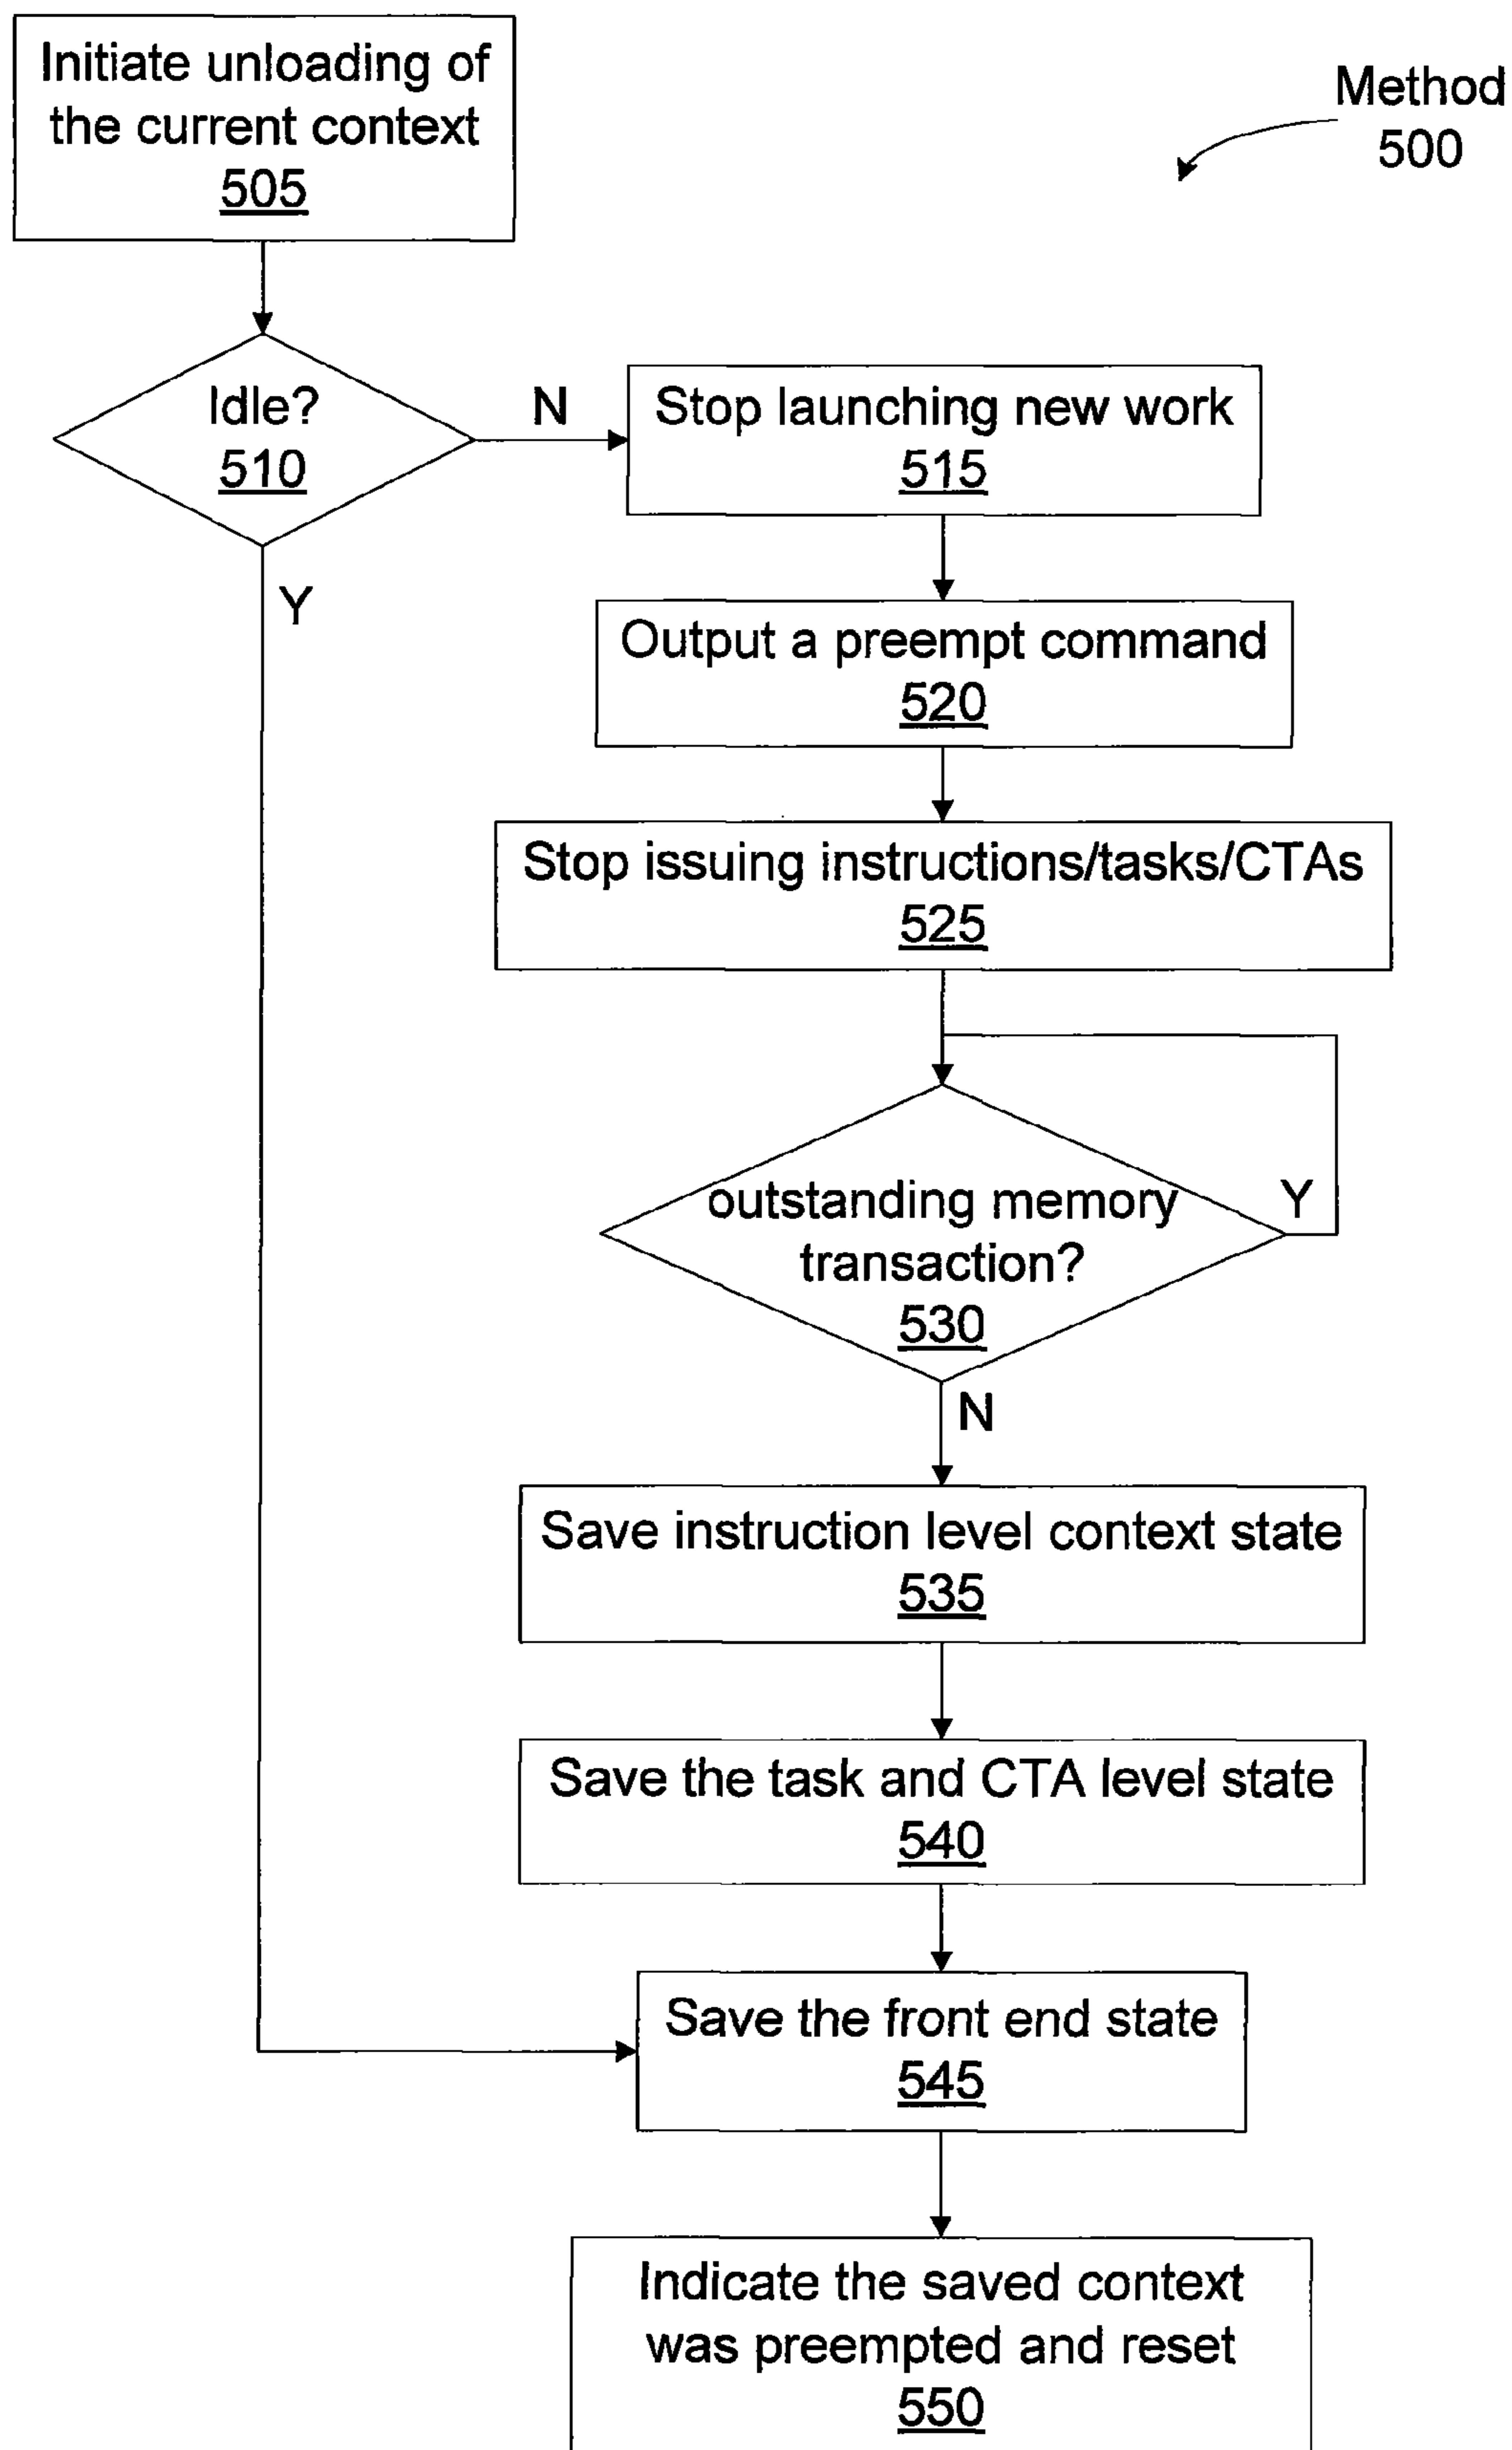 Initiate unloading of
the current context
505
Method
500
Idle?
510
N
Stop launching new work
515
Y
Output a preempt command
520
Stop issuing instructions/tasks/CTAs
525
outstanding memory
transaction?
530
Y
N
Save instruction level context state
535
Save the task and CTA level state
540
Save the front end state
545
Indicate the saved context
was preempted and reset
550